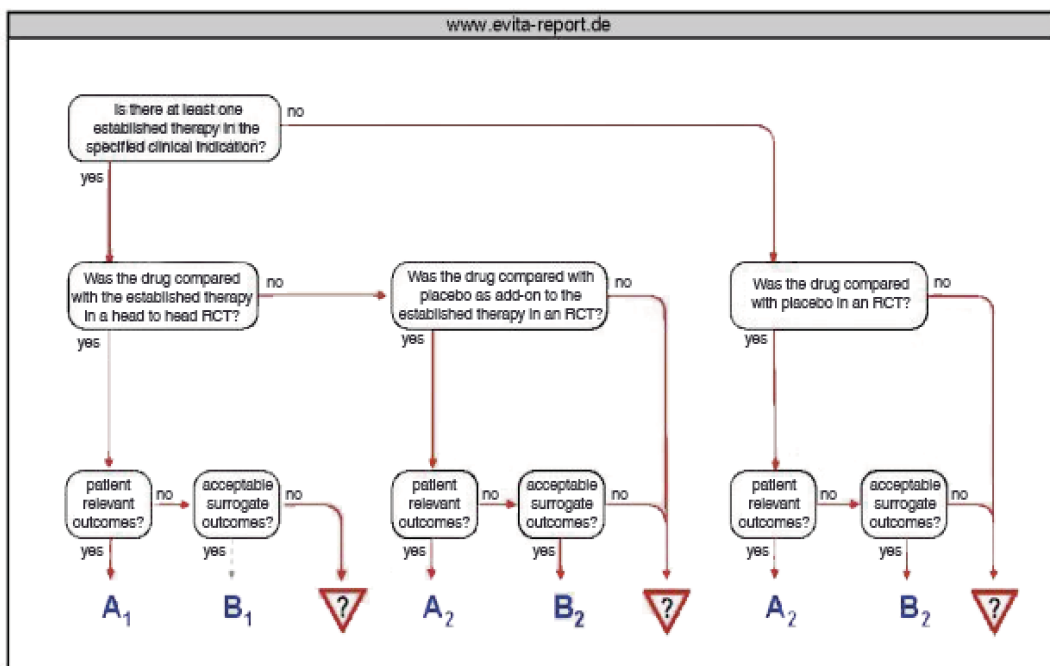 www.evita-report.de
Is there at least one
established therapy in the
specified clinical indication?
no
yes
Was the drug compared
with the established therapy
in a head to head RCT?
no
yes
Was the drug compared with
placebo as add-on to the
established therapy in an RCT?
no
yes
Was the drug compared
with placebo in an RCT?
no
yes
patient
relevant
outcomes?
no
yes
acceptable
surrogate
outcomes?
no
yes
patient
relevant
outcomes?
no
yes
acceptable
surrogate
outcomes?
no
yes
patient
relevant
outcomes?
no
yes
acceptable
surrogate
outcomes?
no
yes
A1
B1
?
A2
B2
?
A2
B2
?